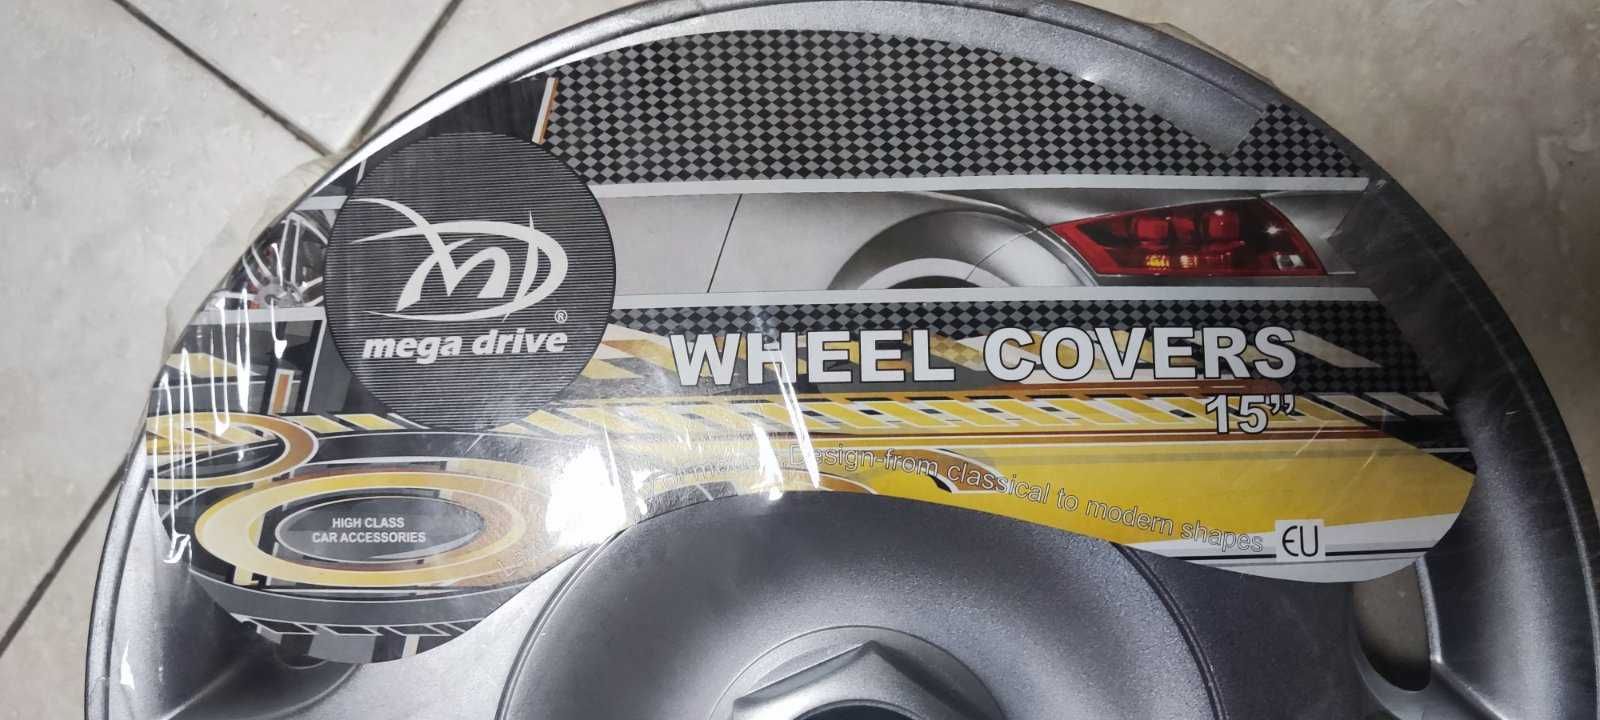 mega drive®
WHEEL COVERS
15”
Design-from classical to modern shapes
EU
HIGH CLASS
CAR ACCESSORIES